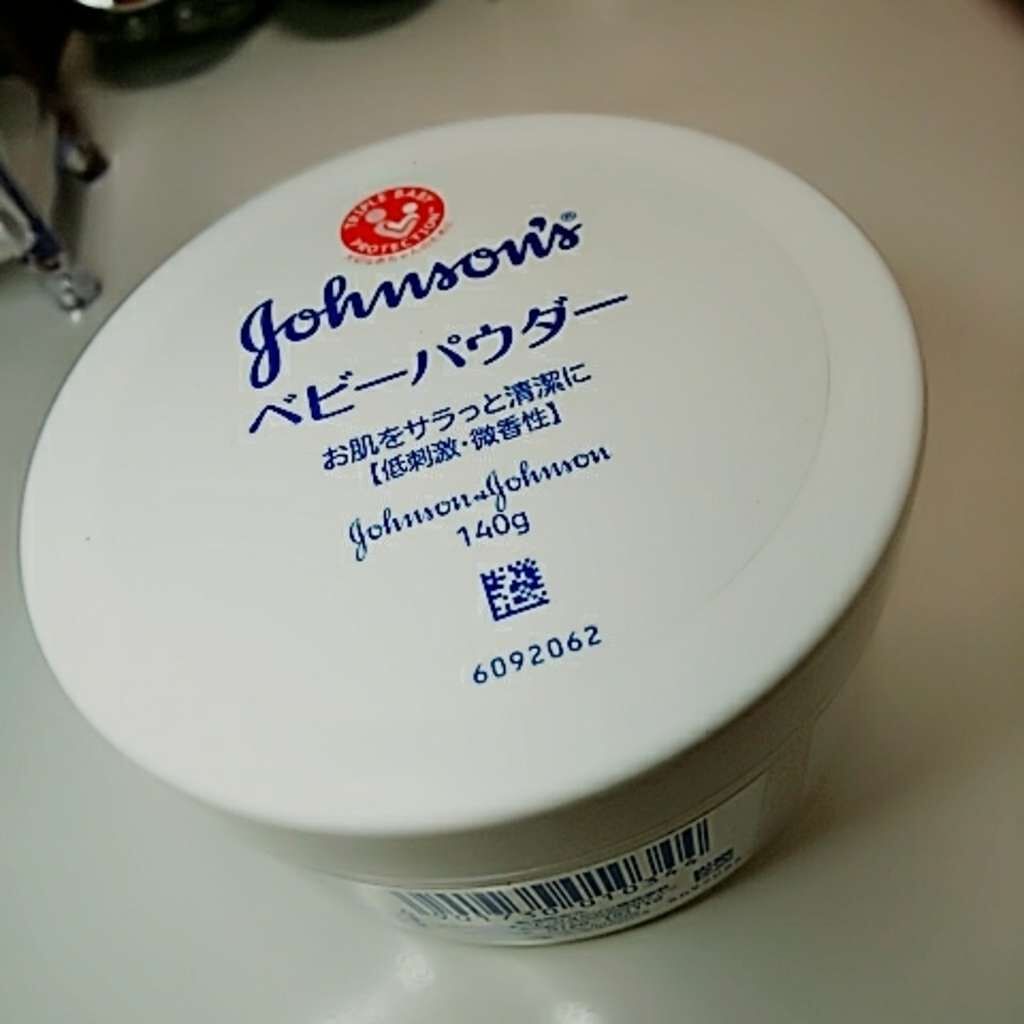 TRIPLE BABY
PROTECTION
Johnson's®
ベビーパウダー
お肌をサラっと清潔に
【低刺激・微香性】
Johnson & Johnson
140g
6092062